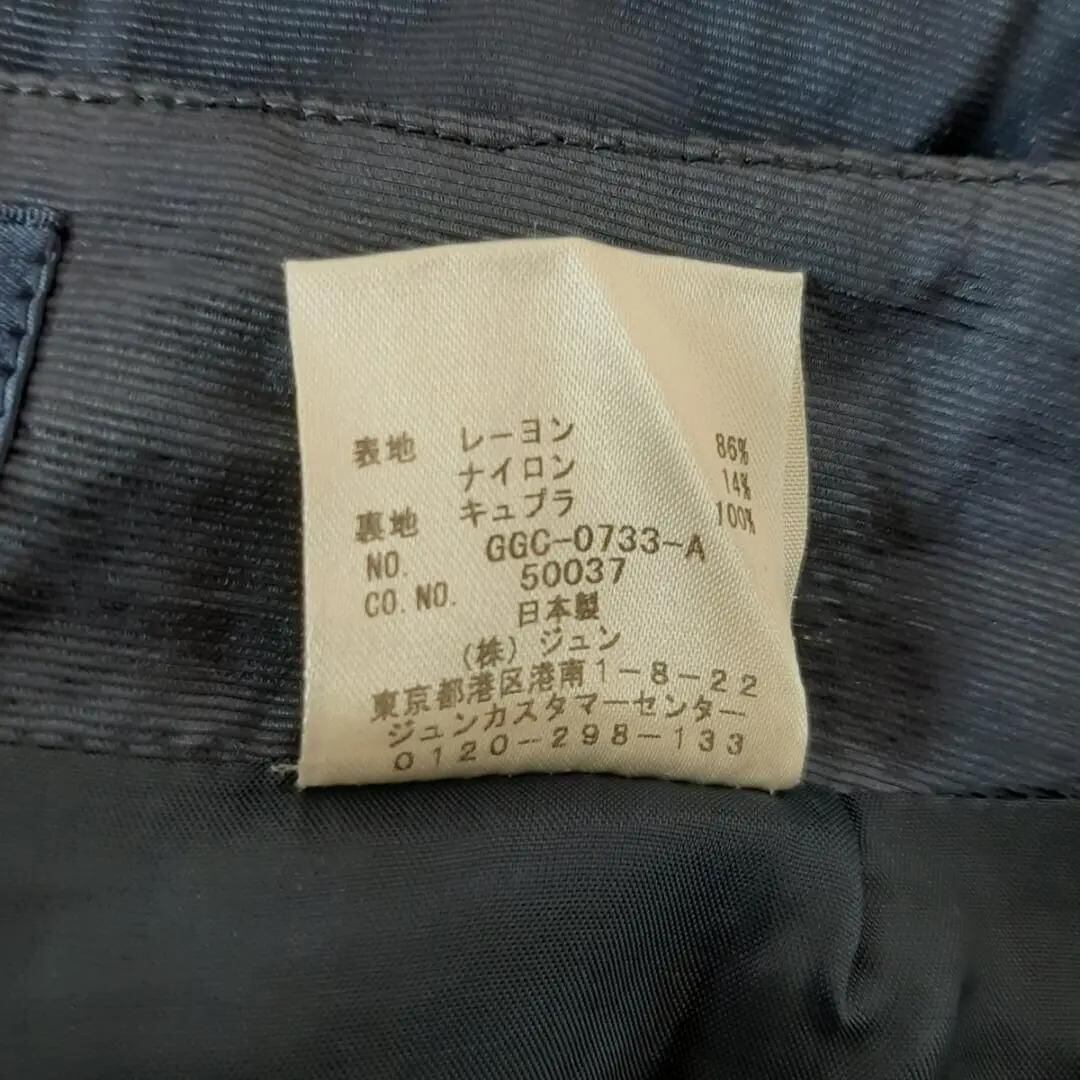 表地 レーヨン 86%
ナイロン 14%
裏地 キュプラ 100%
NO. GGC-0733-A
CO.NO. 50037
日本製
(株) ジュン
東京都港区港南1-8-22
ジュンカスタマーセンター
0120-298-133